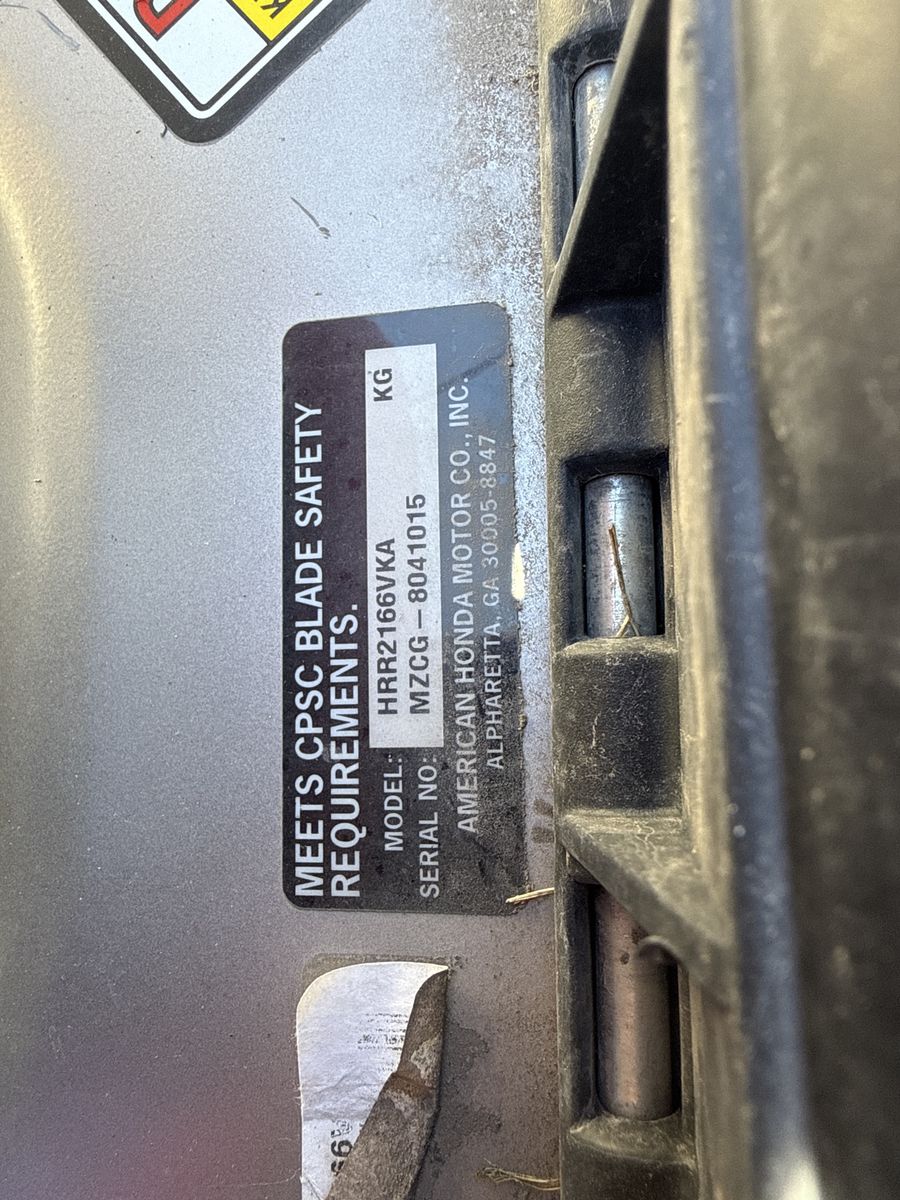 MEETS CPSC BLADE SAFETY
REQUIREMENTS.
MODEL: HRR2166VKA KG
SERIAL NO: MZCG – 8041015
AMERICAN HONDA MOTOR CO., INC.
ALPHARETTA, GA 30005-8847